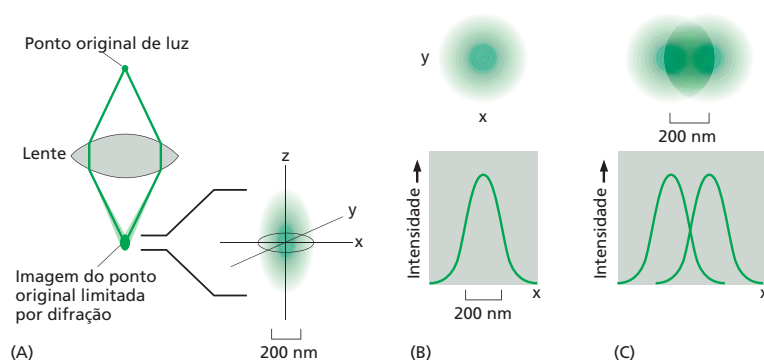 Ponto original de luz
Lente
Imagem do ponto
original limitada
por difração
z
y
x
200 nm
(A)
y
x
Intensidade
x
200 nm
(B)
200 nm
Intensidade
x
(C)